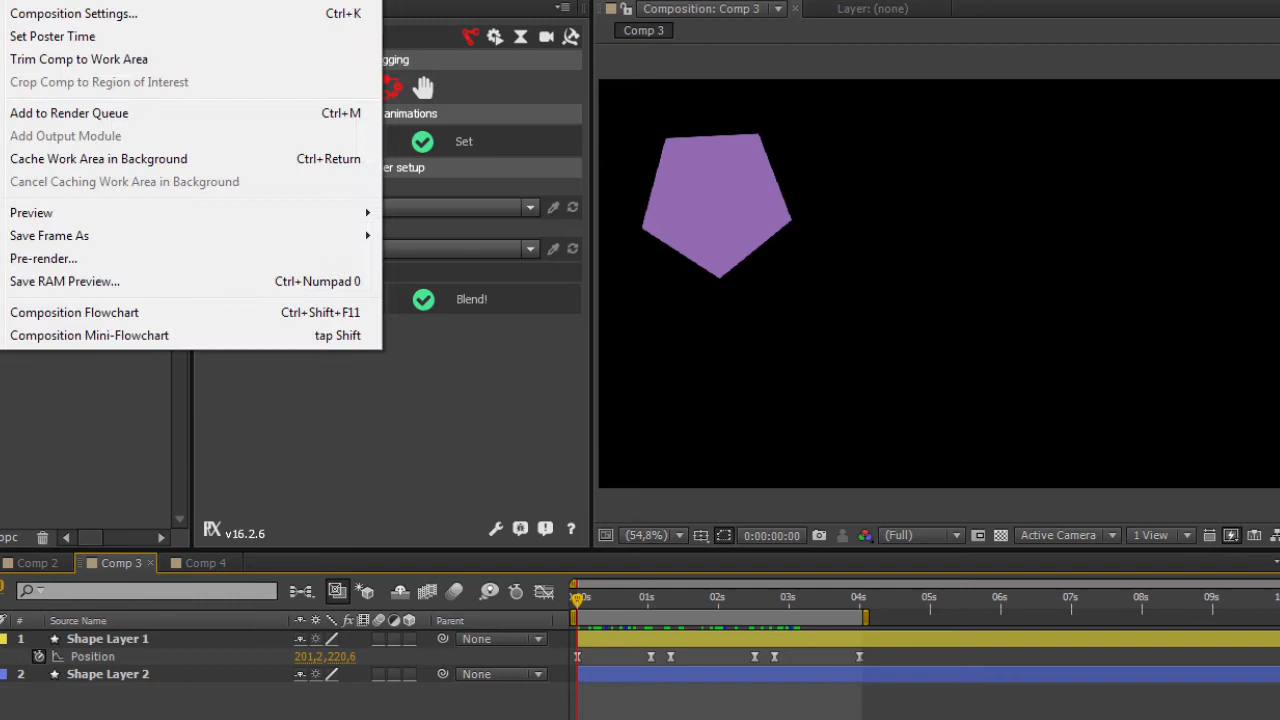 Composition Settings... Ctrl+K
Set Poster Time
Trim Comp to Work Area
Crop Comp to Region of Interest
Add to Render Queue Ctrl+M
Add Output Module
Cache Work Area in Background Ctrl+Return
Cancel Caching Work Area in Background
Preview
Save Frame As
Pre-render...
Save RAM Preview... Ctrl+Numpad 0
Composition Flowchart Ctrl+Shift+F11
Composition Mini-Flowchart tap Shift
gging
animations
Set
er setup
Blend!
v16.2.6
Composition: Comp 3
Layer: (none)
Comp 3
(54,8%) 0:00:00:00 (Full) Active Camera 1 View
opc
Comp 2 Comp 3 Comp 4
01s 02s 03s 04s 05s 06s 07s 08s 09s
# Source Name fx Parent
1 Shape Layer 1 None
Position 201,2,220,6
2 Shape Layer 2 None